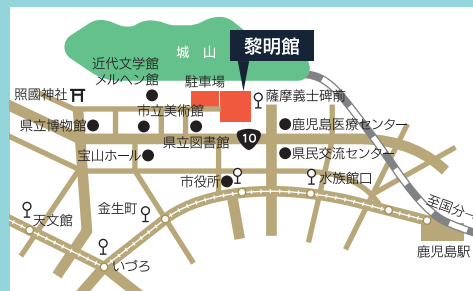 城山
黎明館
近代文学館
メルヘン館
駐車場
照國神社
薩摩義士碑前
市立美術館
県立博物館
鹿児島医療センター
県立図書館
10
宝山ホール
県民交流センター
市役所
水族館口
金生町
天文館
至国分
いづろ
鹿児島駅